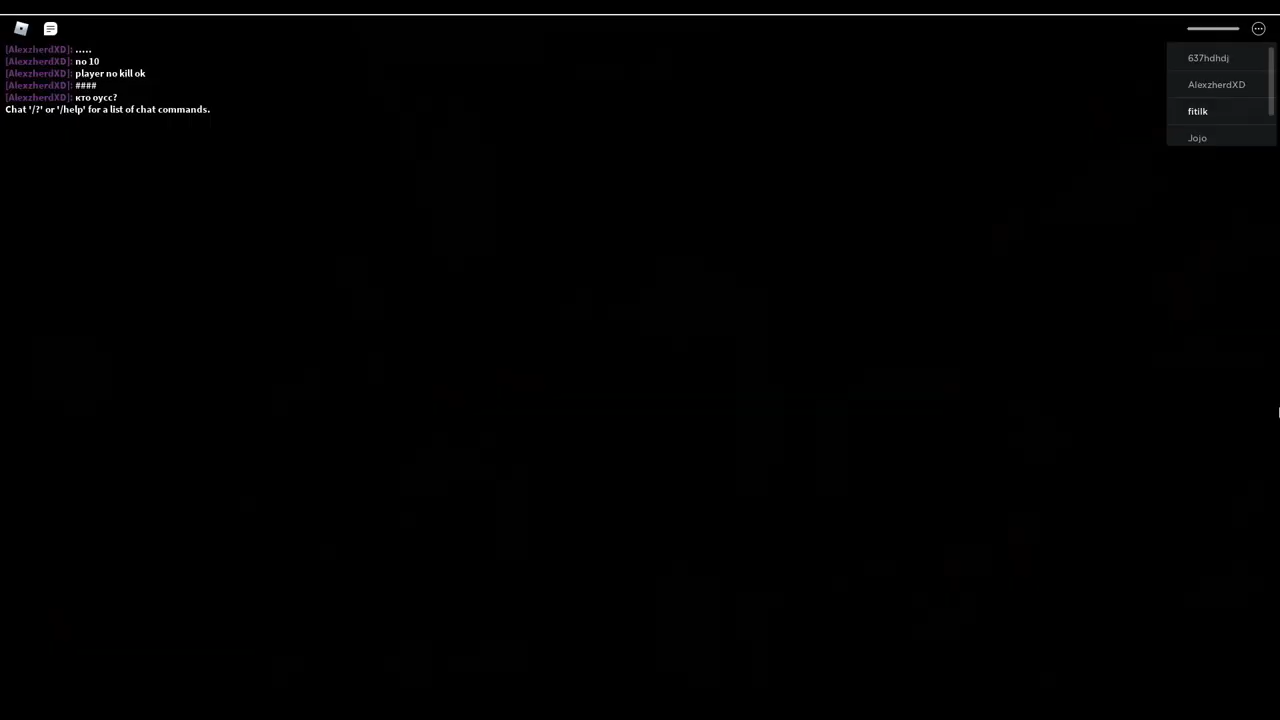 [AlexzherdXD]: .....
[AlexzherdXD]: no 10
[AlexzherdXD]: player no kill ok
[AlexzherdXD]: ####
[AlexzherdXD]: кто оусс?
Chat '/?' or '/help' for a list of chat commands.
637hdhdj
AlexzherdXD
fitilk
Jojo